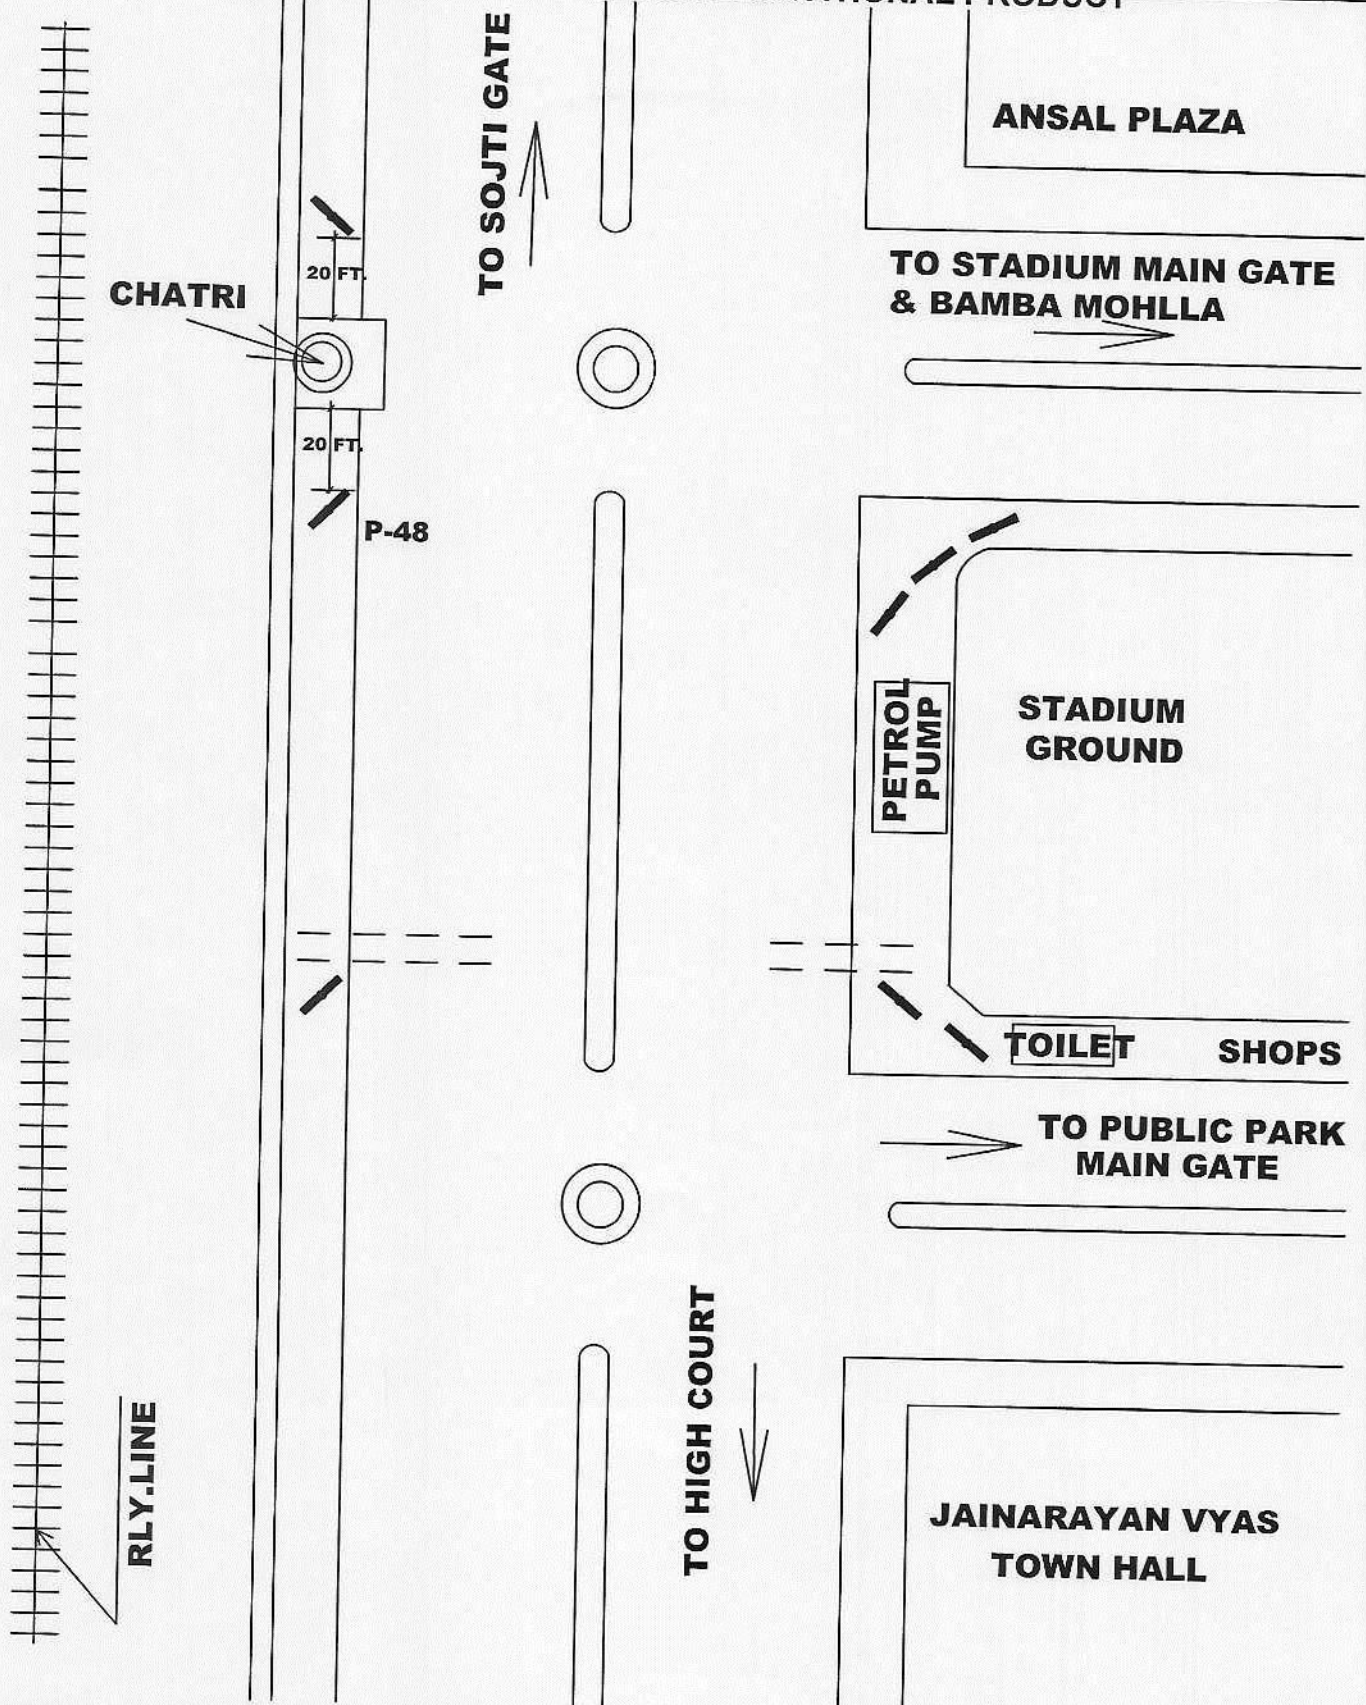 ANSAL PLAZA
TO SOJTI GATE
TO STADIUM MAIN GATE
& BAMBA MOHLLA
20 FT.
CHATRI
20 FT.
P-48
PETROL
PUMP
STADIUM
GROUND
TOILET
SHOPS
TO PUBLIC PARK
MAIN GATE
TO HIGH COURT
RLY.LINE
JAINARAYAN VYAS
TOWN HALL